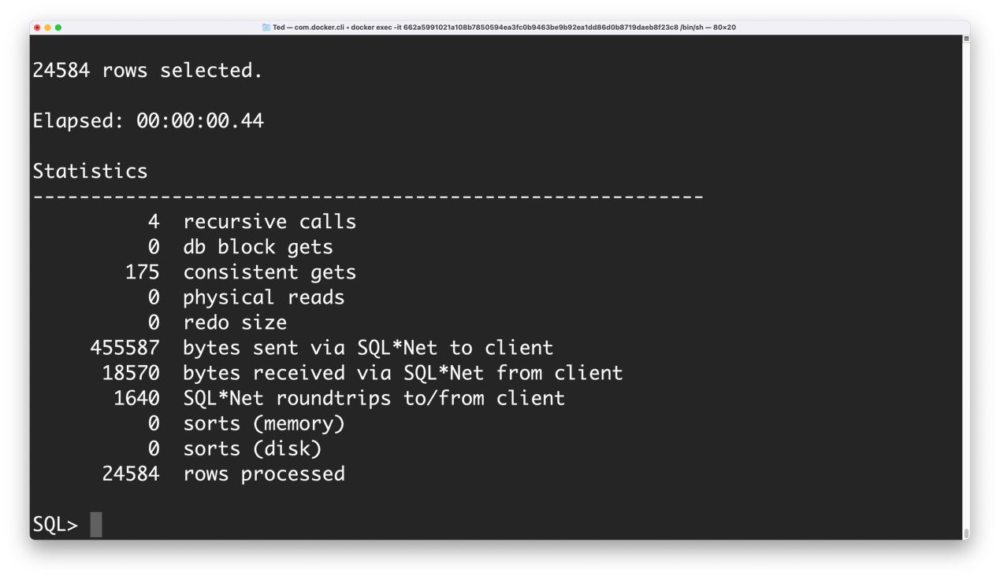 Ted — com.docker.cli • docker exec -it 662a5991021a108b7850594ea3fc0b9463be9b92ea1dd86d0b8719daeb8f23c8 /bin/sh — 80×20
24584 rows selected.
Elapsed: 00:00:00.44
Statistics
----------------------------------------------------------
4 recursive calls
0 db block gets
175 consistent gets
0 physical reads
0 redo size
455587 bytes sent via SQL*Net to client
18570 bytes received via SQL*Net from client
1640 SQL*Net roundtrips to/from client
0 sorts (memory)
0 sorts (disk)
24584 rows processed
SQL>